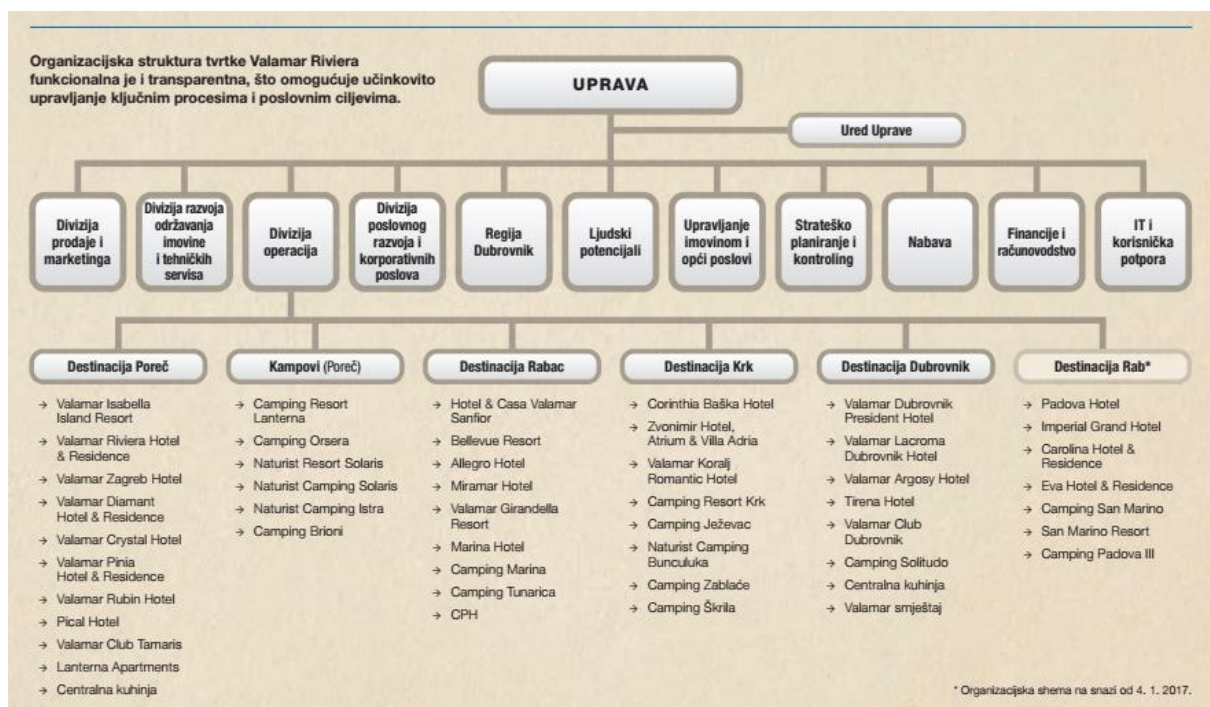 Organizacijska struktura tvrtke Valamar Riviera
funkcionalna je i transparentna, što omogućuje učinkovito
upravljanje ključnim procesima i poslovnim ciljevima.
UPRAVA
Ured Uprave
Divizija
prodaje i
marketinga
Divizija razvoja
održavanja
imovine
i tehničkih
servisa
Divizija
operacija
Divizija
poslovnog
razvoja i
korporativnih
poslova
Regija
Dubrovnik
Ljudski
potencijali
Upravljanje
imovinom i
opći poslovi
Strateško
planiranje i
kontroling
Nabava
Financije i
računovodstvo
IT i
korisnička
potpora
Destinacija Poreč
→ Valamar Isabella
Island Resort
→ Valamar Riviera Hotel
& Residence
→ Valamar Zagreb Hotel
→ Valamar Diamant
Hotel & Residence
→ Valamar Crystal Hotel
→ Valamar Pinia
Hotel & Residence
→ Valamar Rubin Hotel
→ Pical Hotel
→ Valamar Club Tamaris
→ Lanterna Apartments
→ Centralna kuhinja
Kampovi (Poreč)
→ Camping Resort
Lanterna
→ Camping Orsera
→ Naturist Resort Solaris
→ Naturist Camping Solaris
→ Naturist Camping Istra
→ Camping Brioni
Destinacija Rabac
→ Hotel & Casa Valamar
Sanfior
→ Bellevue Resort
→ Allegro Hotel
→ Miramar Hotel
→ Valamar Girandella
Resort
→ Marina Hotel
→ Camping Marina
→ Camping Tunarica
→ CPH
Destinacija Krk
→ Corinthia Baška Hotel
→ Zvonimir Hotel,
Atrium & Villa Adria
→ Valamar Koralj
Romantic Hotel
→ Camping Resort Krk
→ Camping Ježevac
→ Naturist Camping
Bunculuka
→ Camping Zablaće
→ Camping Škrila
Destinacija Dubrovnik
→ Valamar Dubrovnik
President Hotel
→ Valamar Lacroma
Dubrovnik Hotel
→ Valamar Argosy Hotel
→ Tirena Hotel
→ Valamar Club
Dubrovnik
→ Camping Solitudo
→ Centralna kuhinja
→ Valamar smještaj
Destinacija Rab*
→ Padova Hotel
→ Imperial Grand Hotel
→ Carolina Hotel &
Residence
→ Eva Hotel & Residence
→ Camping San Marino
→ San Marino Resort
→ Camping Padova III
* Organizacijska shema na snazi od 4. 1. 2017.